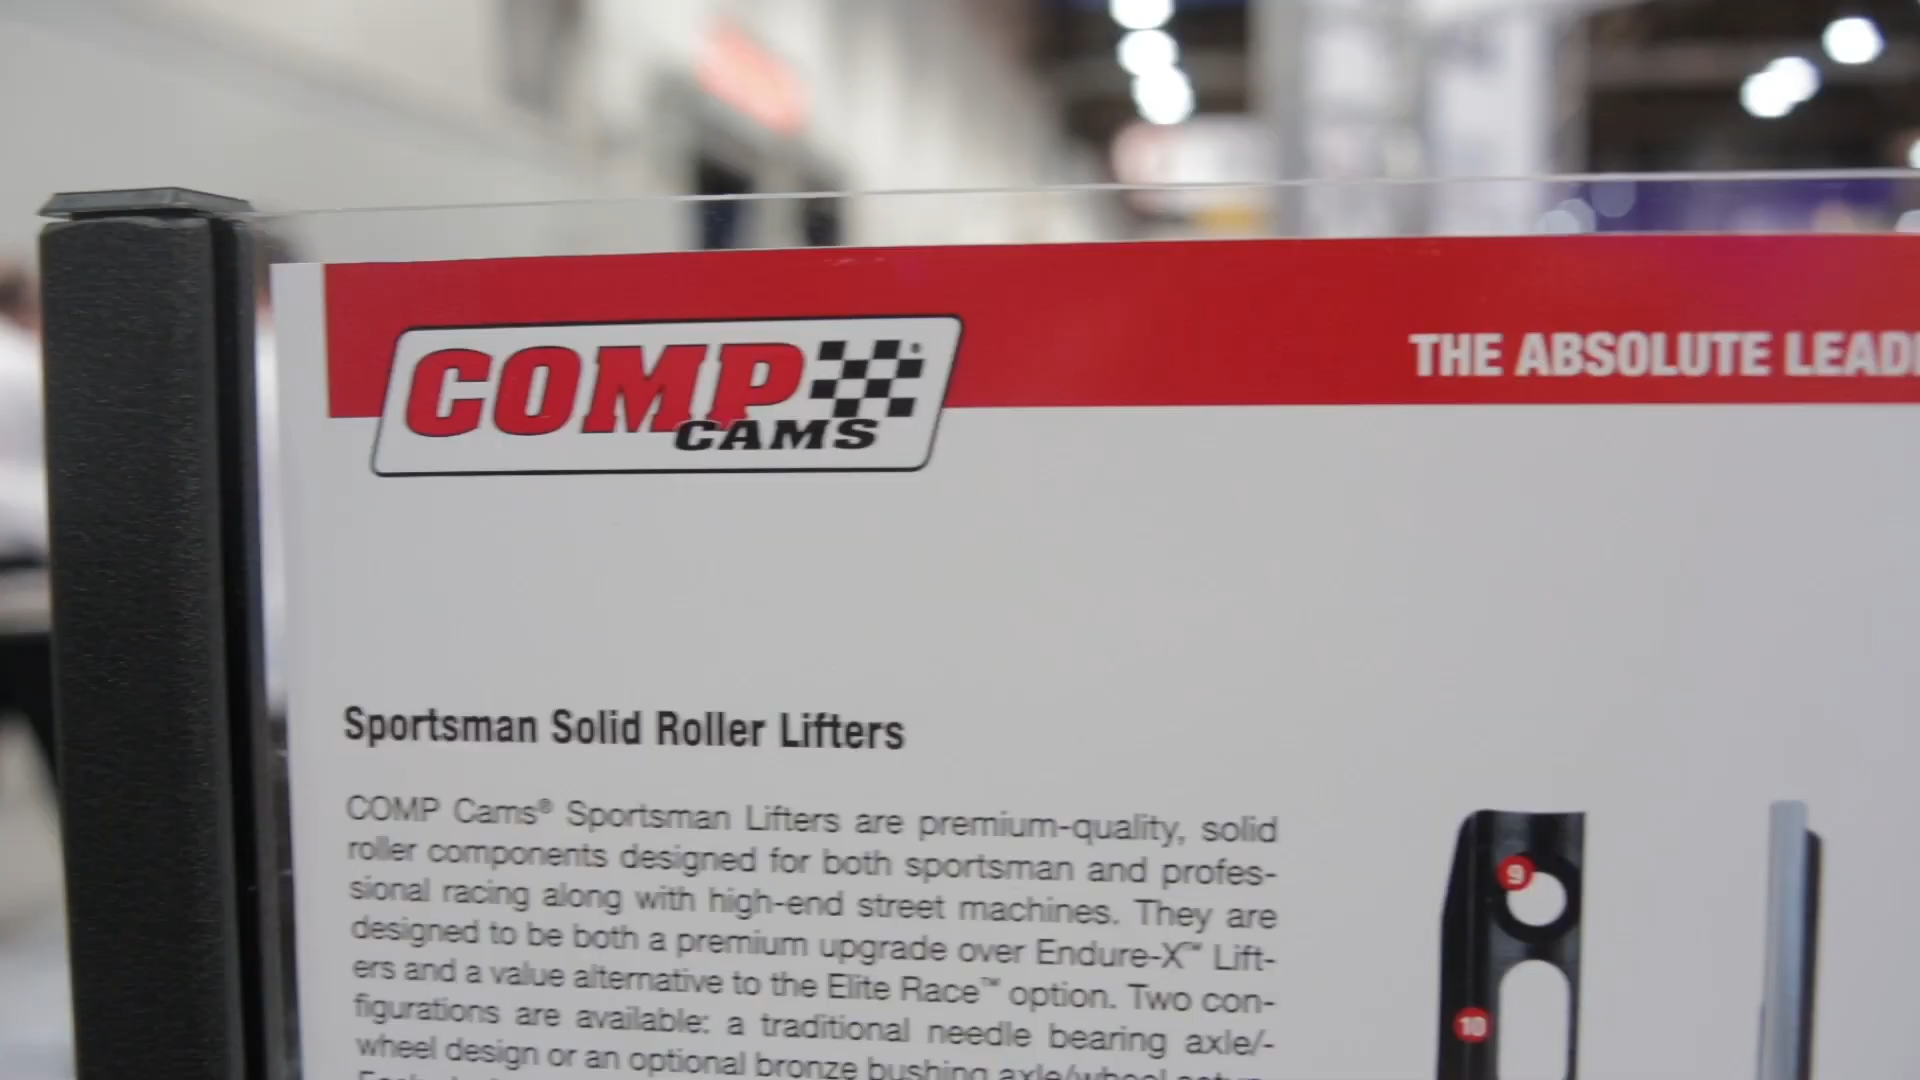 COMP
CAMS
THE ABSOLUTE
Sportsman Solid Roller Lifters
COMP Cams® Sportsman Lifters are premium-quality, solid
roller components designed for both sportsman and profes-
sional racing along with high-end street machines. They are
designed to be both a premium upgrade over Endure-X™ Lift-
ers and a value alternative to the Elite Race™ option. Two con-
figurations are available: a traditional needle bearing axle/-
wheel design or an optional bronze bushing axle/wheel
9
10